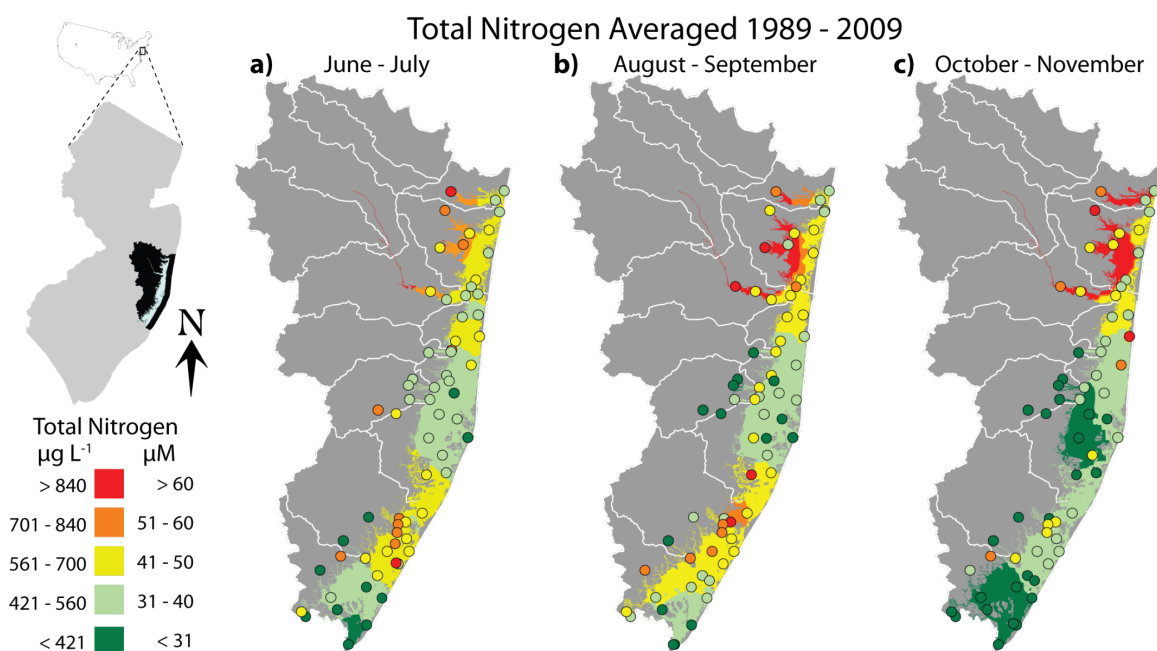 Total Nitrogen Averaged 1989 - 2009
a) June - July
b) August - September
c) October - November
N
Total Nitrogen
µg L⁻¹ µM
> 840 > 60
701 - 840 51 - 60
561 - 700 41 - 50
421 - 560 31 - 40
< 421 < 31